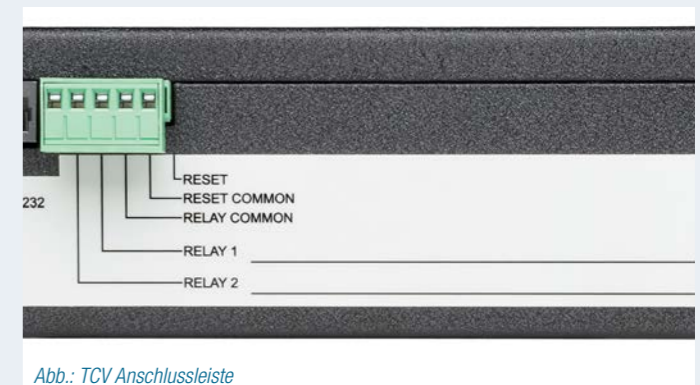 232
RESET
RESET COMMON
RELAY COMMON
RELAY 1
RELAY 2
Abb.: TCV Anschlussleiste